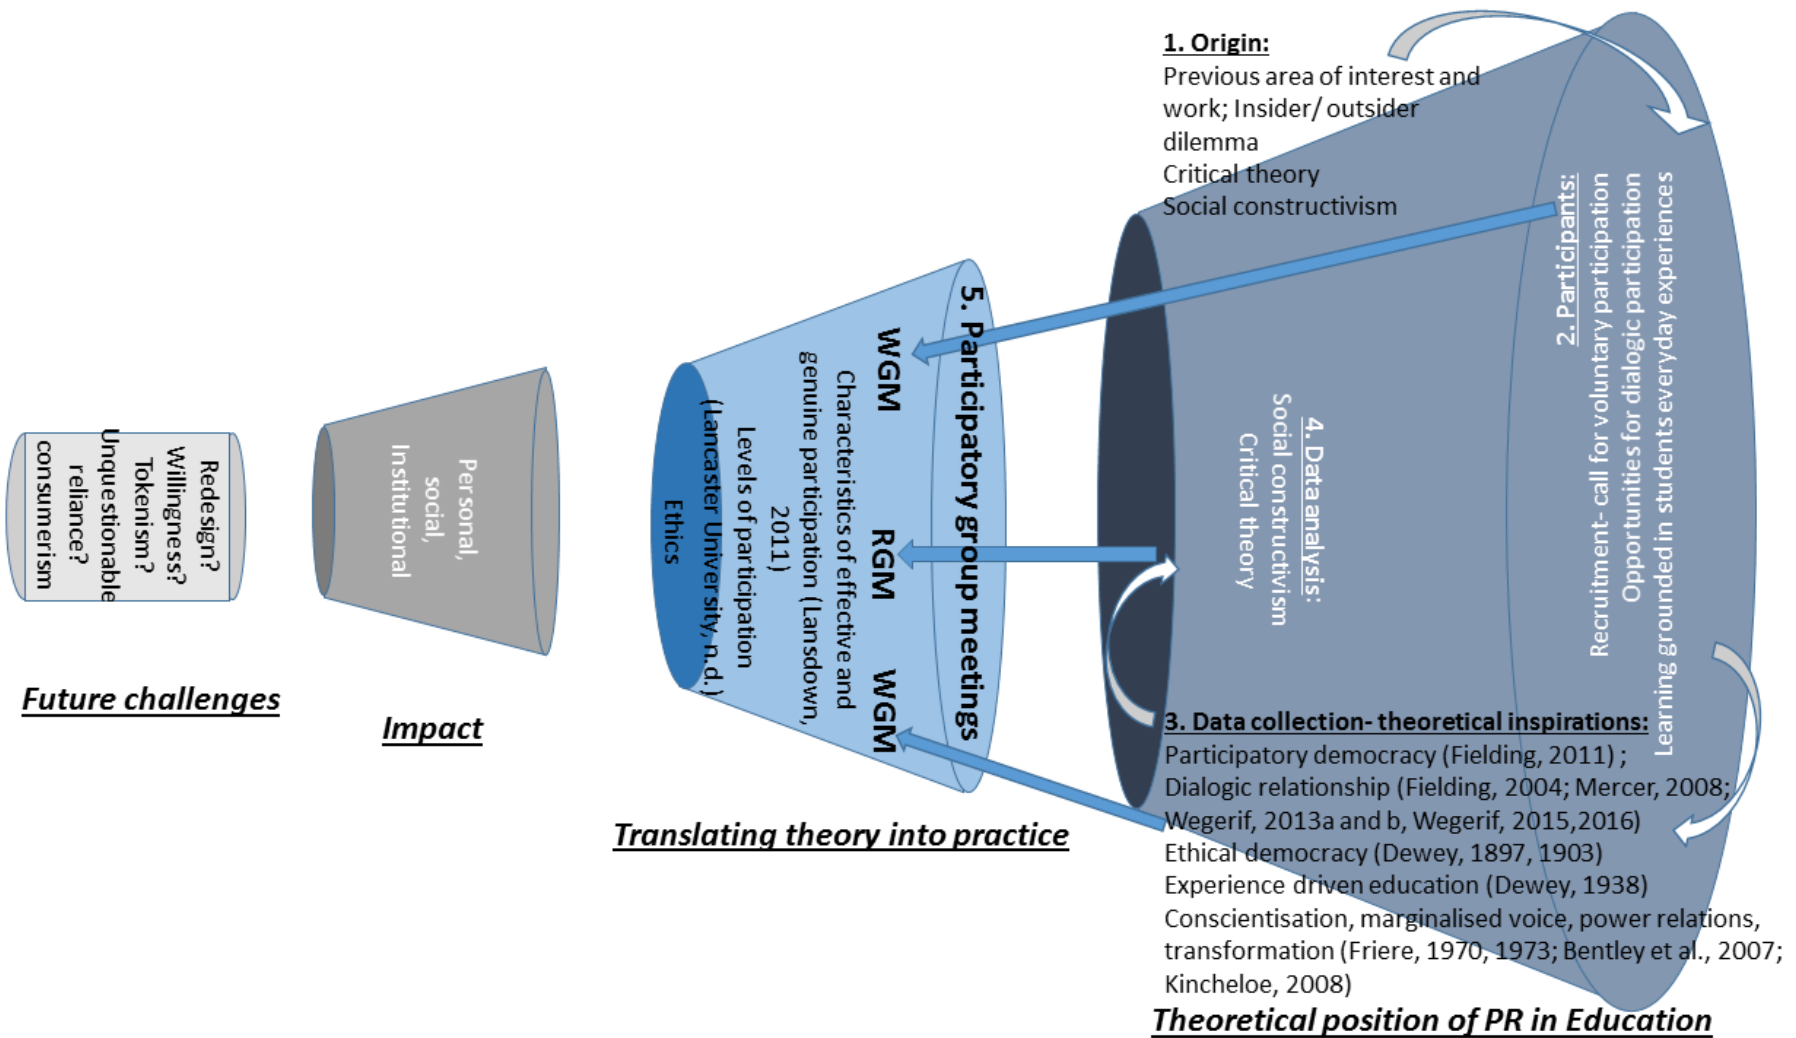 1. Origin:
Previous area of interest and
work; Insider/ outsider
dilemma
Critical theory
Social constructivism
2. Participants:
Recruitment- call for voluntary participation
Opportunities for dialogic participation
Learning grounded in students everyday experiences
3. Data collection- theoretical inspirations:
Participatory democracy (Fielding, 2011) ;
Dialogic relationship (Fielding, 2004; Mercer, 2008;
Wegerif, 2013a and b, Wegerif, 2015,2016)
Ethical democracy (Dewey, 1897, 1903)
Experience driven education (Dewey, 1938)
Conscientisation, marginalised voice, power relations,
transformation (Friere, 1970, 1973; Bentley et al., 2007;
Kincheloe, 2008)
Theoretical position of PR in Education
4. Data analysis:
Social constructivism
Critical theory
5. Participatory group meetings
WGM
RGM
WGM
Characteristics of effective and
genuine participation (Lansdown,
2011)
Levels of participation
(Lancaster University, n.d.)
Ethics
Translating theory into practice
Personal,
social,
Institutional
Impact
Redesign?
Willingness?
Tokenism?
Unquestionable
reliance?
consumerism
Future challenges